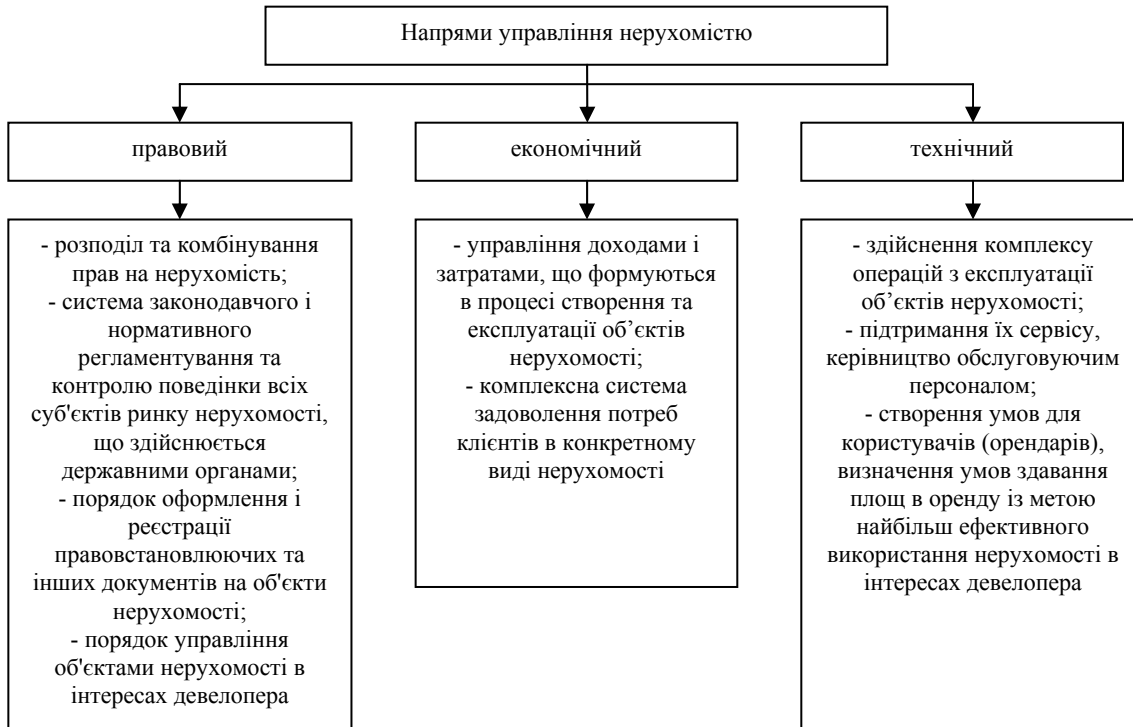 Напрями управління нерухомістю
правовий
економічний
технічний
- розподіл та комбінування
прав на нерухомість;
- система законодавчого і
нормативного
регламентування та
контролю поведінки всіх
суб'єктів ринку нерухомості,
що здійснюється
державними органами;
- порядок оформлення і
реєстрації
правовстановлюючих та
інших документів на об'єкти
нерухомості;
- порядок управління
об'єктами нерухомості в
інтересах девелопера
- управління доходами і
затратами, що формуються
в процесі створення та
експлуатації об’єктів
нерухомості;
- комплексна система
задоволення потреб
клієнтів в конкретному
виді нерухомості
- здійснення комплексу
операцій з експлуатації
об’єктів нерухомості;
- підтримання їх сервісу,
керівництво обслуговуючим
персоналом;
- створення умов для
користувачів (орендарів),
визначення умов здавання
площ в оренду із метою
найбільш ефективного
використання нерухомості в
інтересах девелопера